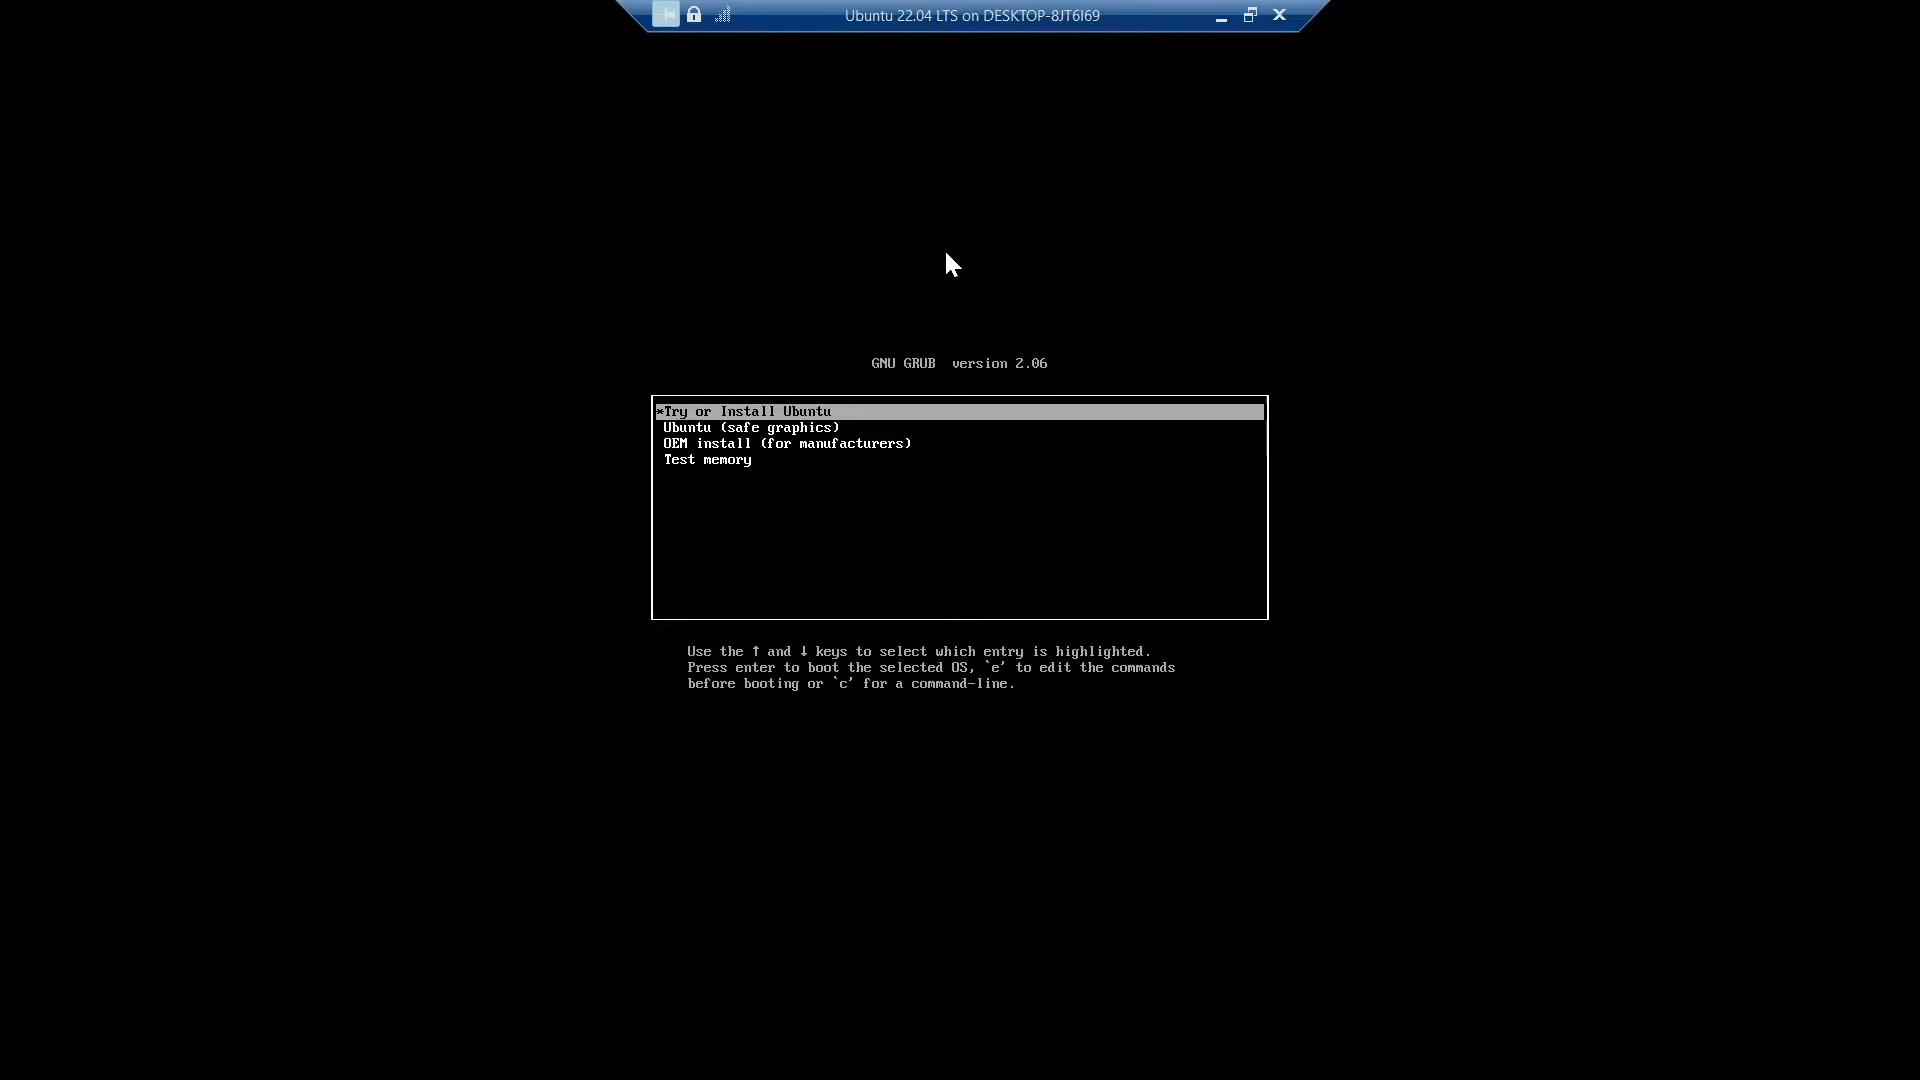 Ubuntu 22.04 LTS on DESKTOP-8JT6I69
GNU GRUB  version 2.06
*Try or Install Ubuntu
Ubuntu (safe graphics)
OEM install (for manufacturers)
Test memory
Use the ↑ and ↓ keys to select which entry is highlighted.
Press enter to boot the selected OS, `e' to edit the commands
before booting or `c' for a command-line.